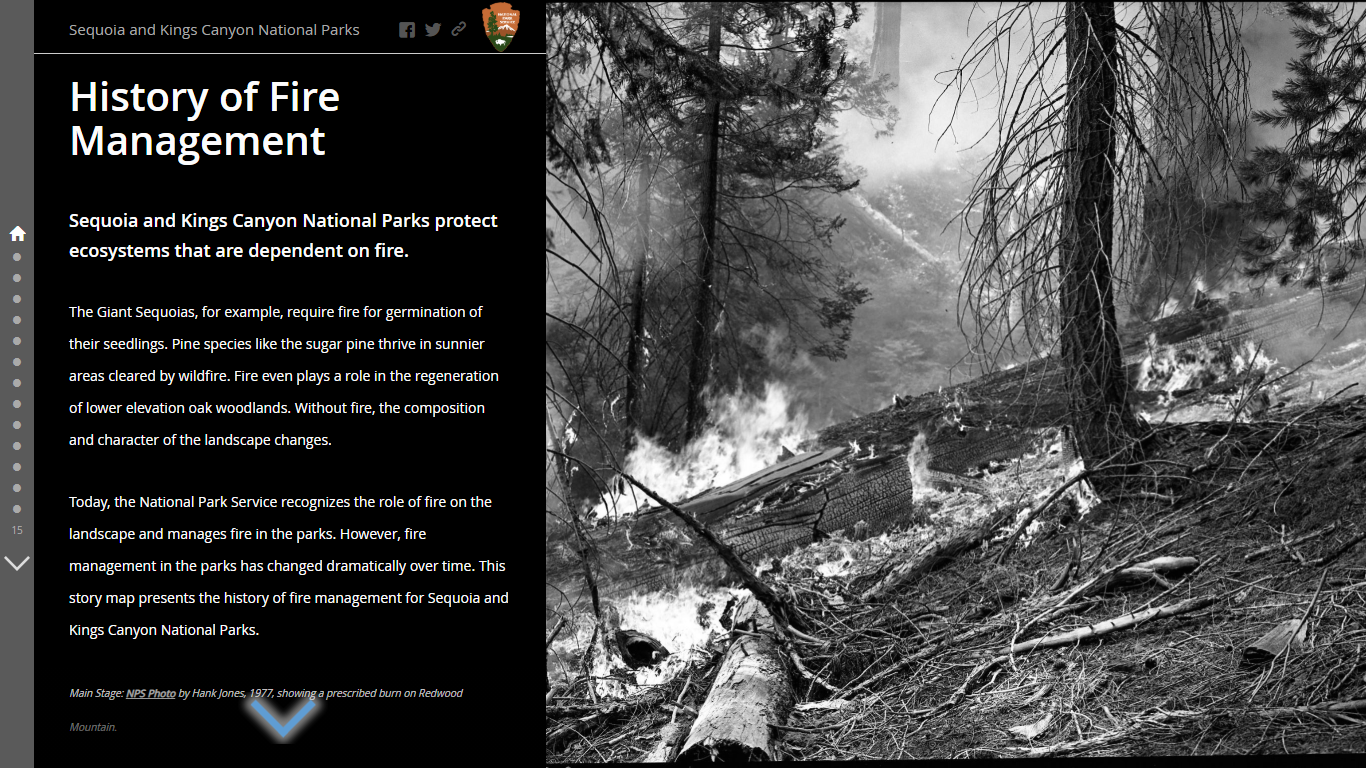 Sequoia and Kings Canyon National Parks
History of Fire
Management
Sequoia and Kings Canyon National Parks protect
ecosystems that are dependent on fire.
The Giant Sequoias, for example, require fire for germination of
their seedlings. Pine species like the sugar pine thrive in sunnier
areas cleared by wildfire. Fire even plays a role in the regeneration
of lower elevation oak woodlands. Without fire, the composition
and character of the landscape changes.
Today, the National Park Service recognizes the role of fire on the
landscape and manages fire in the parks. However, fire
management in the parks has changed dramatically over time. This
story map presents the history of fire management for Sequoia and
Kings Canyon National Parks.
Main Stage: NPS Photo by Hank Jones, 1977, showing a prescribed burn on Redwood
Mountain.
15